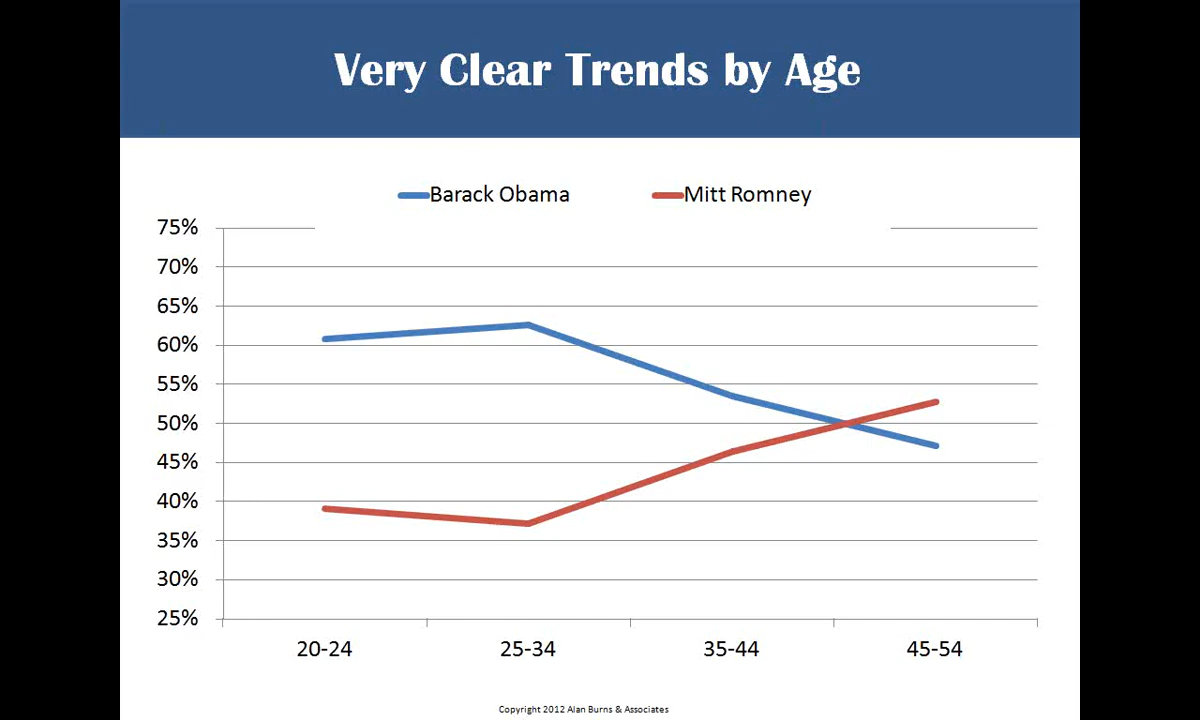 Very Clear Trends by Age
Barack Obama Mitt Romney
75%
70%
65%
60%
55%
50%
45%
40%
35%
30%
25%
20-24 25-34 35-44 45-54
Copyright 2012 Alan Burns & Associates